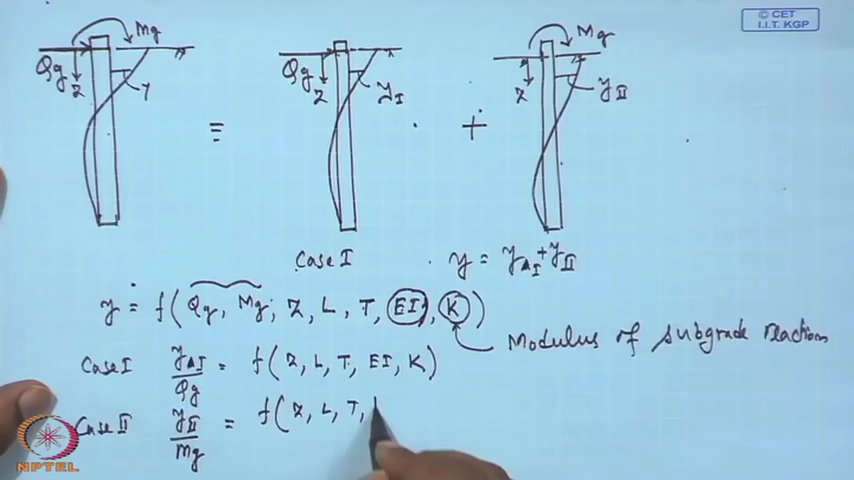 © CET
I.I.T. KGP
Mg
Qg
z
y
≡
Qg
z
yI
+
Mg
z
yII
Case I
y = yAI + yII
y = f(Qg, Mg, z, L, T, EI, K)
Modulus of subgrade reaction
Case I yAI/Qg = f(z, L, T, EI, K)
Case II yII/Mg = f(z, L, T,
NPTEL